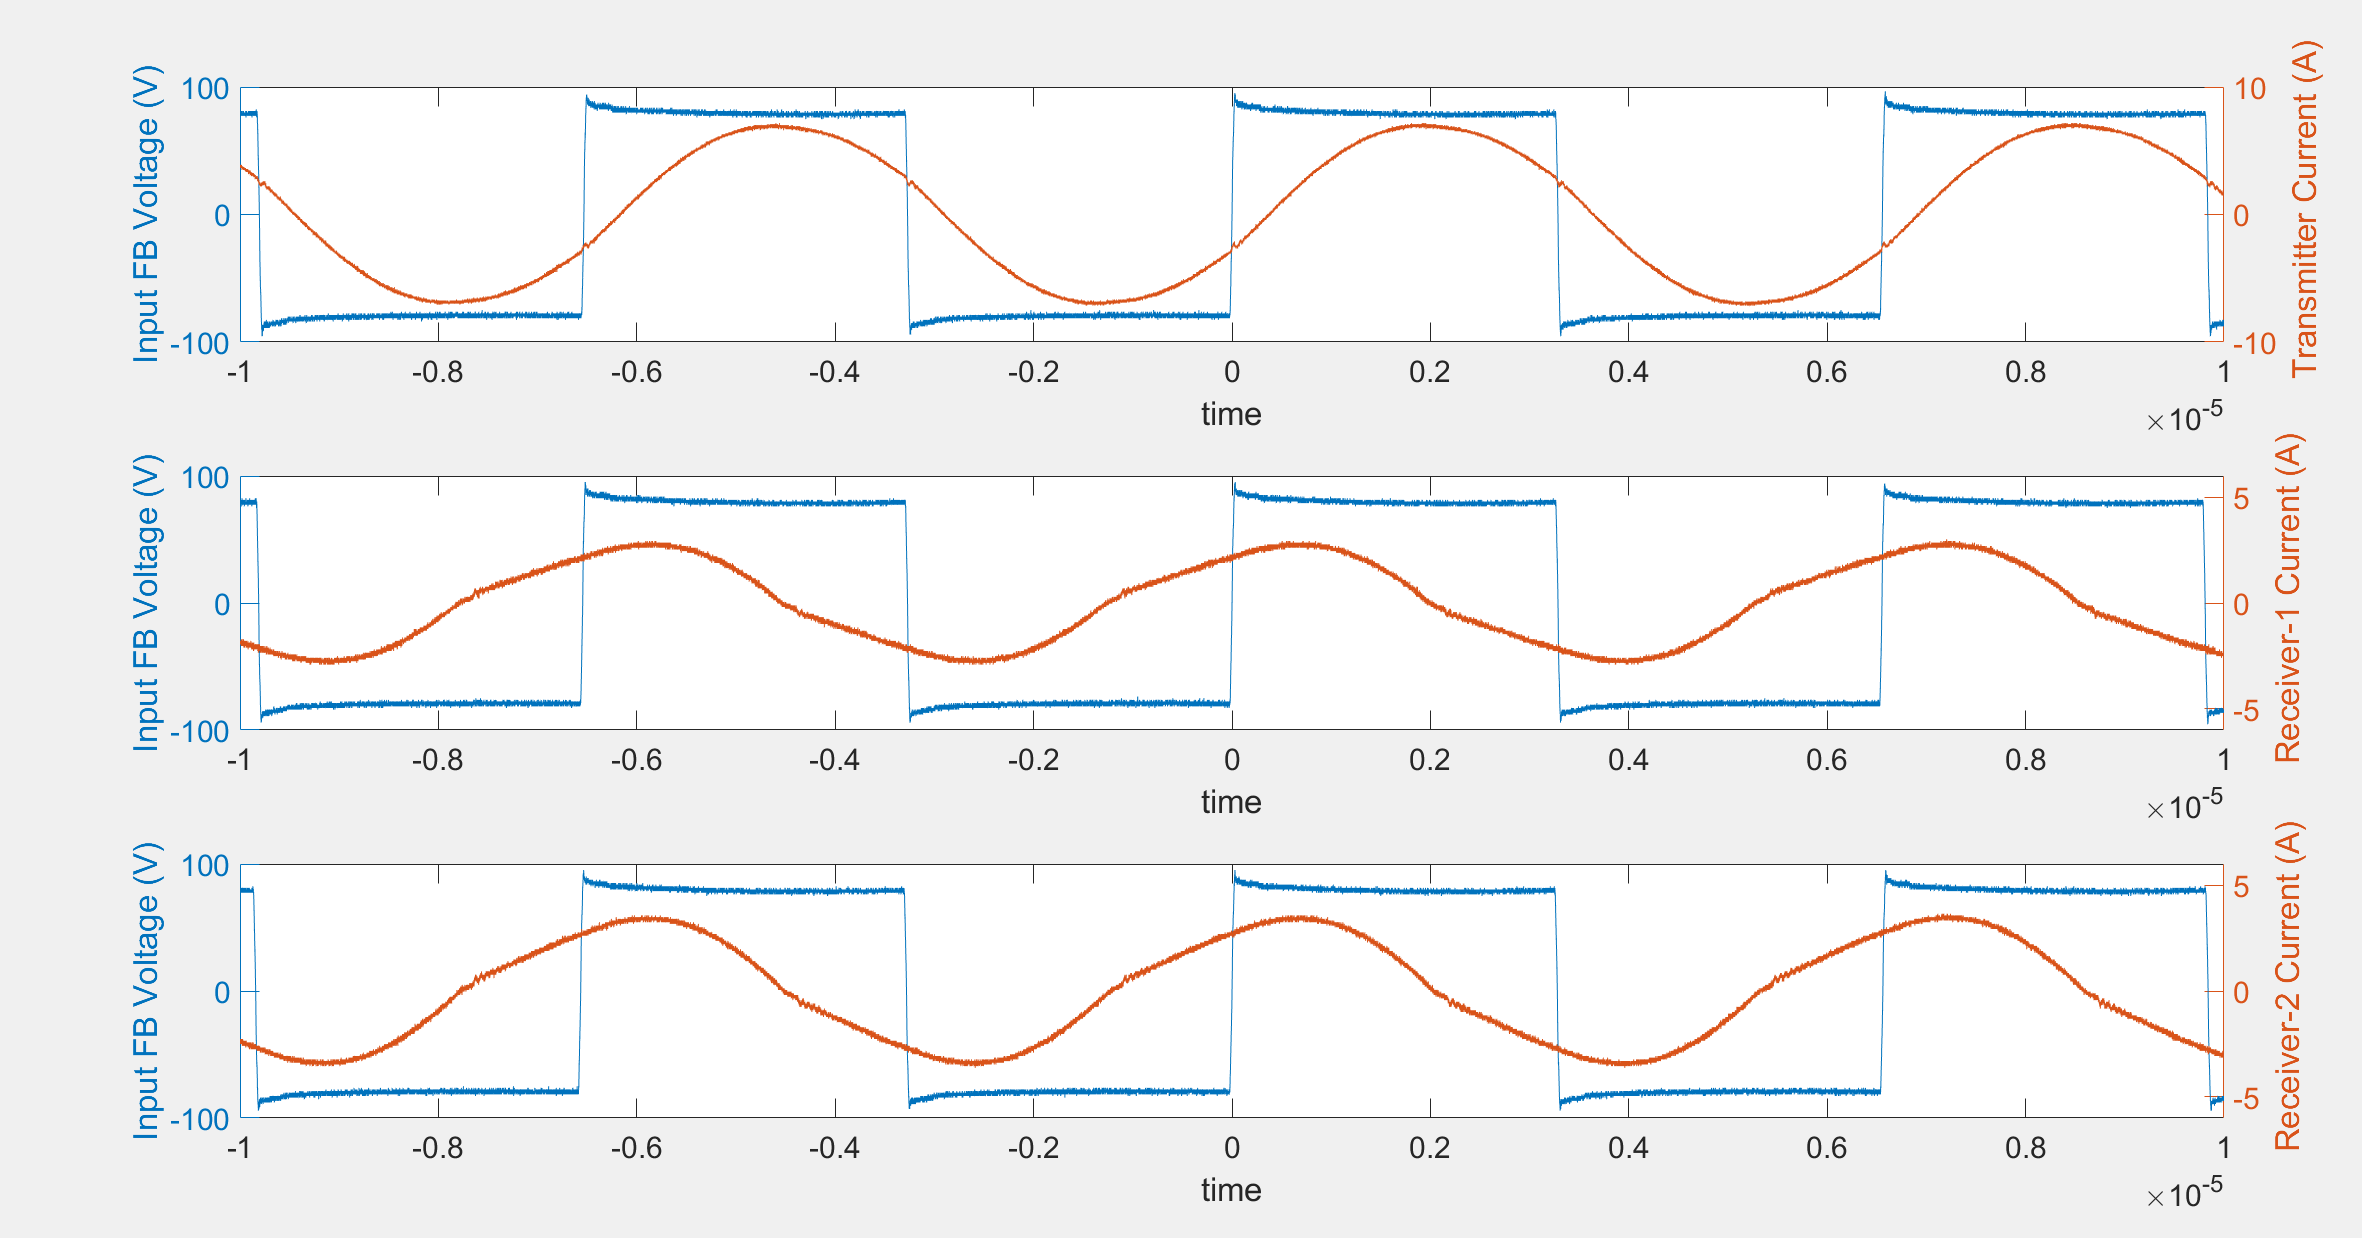 Input FB Voltage (V)
100
0
-100
Transmitter Current (A)
10
0
-10
-1 -0.8 -0.6 -0.4 -0.2 0 0.2 0.4 0.6 0.8 1
time
×10-5
Input FB Voltage (V)
100
0
-100
Receiver-1 Current (A)
5
0
-5
-1 -0.8 -0.6 -0.4 -0.2 0 0.2 0.4 0.6 0.8 1
time
×10-5
Input FB Voltage (V)
100
0
-100
Receiver-2 Current (A)
5
0
-5
-1 -0.8 -0.6 -0.4 -0.2 0 0.2 0.4 0.6 0.8 1
time
×10-5